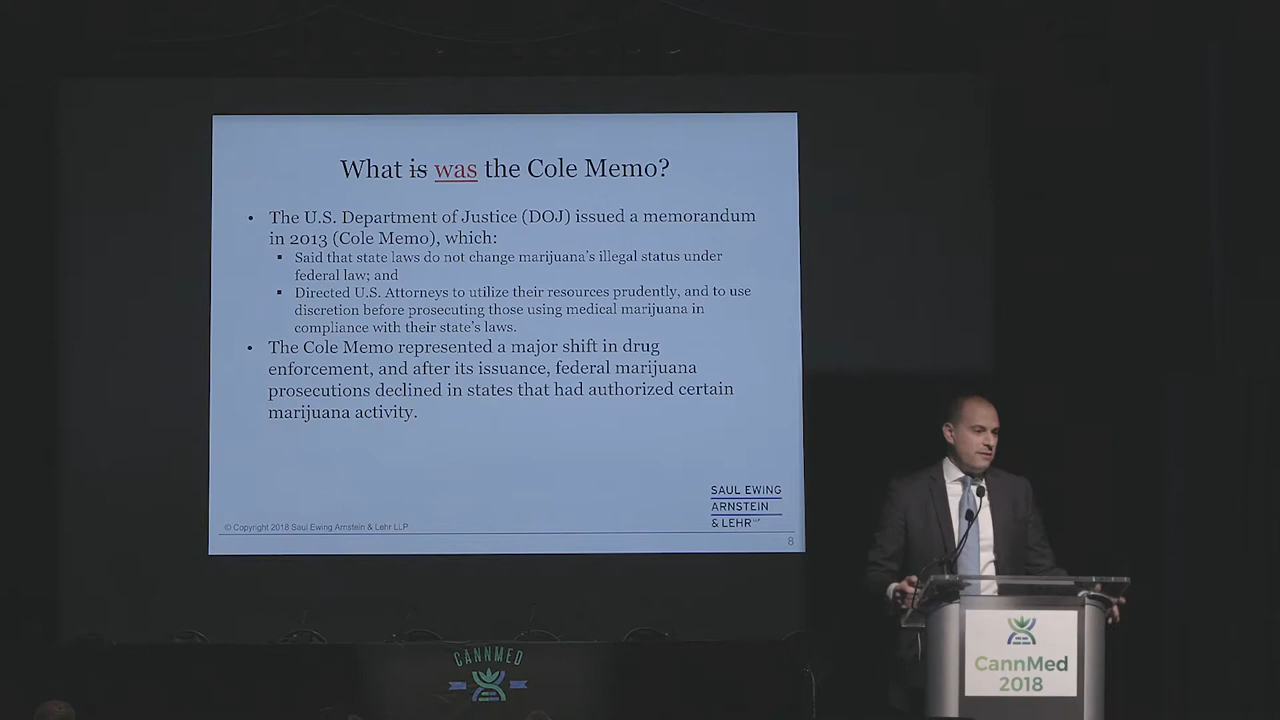 What is was the Cole Memo?
• The U.S. Department of Justice (DOJ) issued a memorandum
in 2013 (Cole Memo), which:
▪ Said that state laws do not change marijuana's illegal status under
federal law; and
▪ Directed U.S. Attorneys to utilize their resources prudently, and to use
discretion before prosecuting those using medical marijuana in
compliance with their state's laws.
• The Cole Memo represented a major shift in drug
enforcement, and after its issuance, federal marijuana
prosecutions declined in states that had authorized certain
marijuana activity.
SAUL EWING
ARNSTEIN
& LEHR LLP
© Copyright 2018 Saul Ewing Arnstein & Lehr LLP
8
CANNMED
CannMed
2018